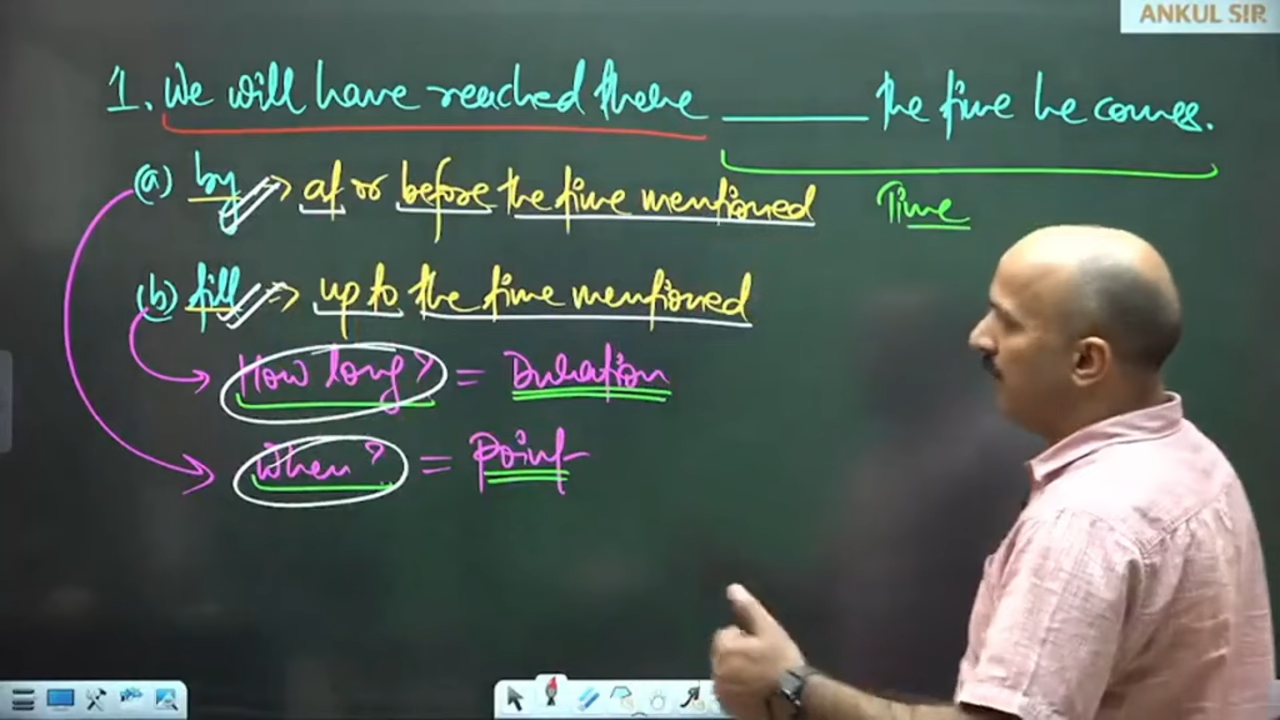 ANKUL SIR
1. We will have reached there ______ the time he comes.
(a) by => at or before the time mentioned
Time
(b) till => up to the time mentioned
How long? = Duration
When? = Point